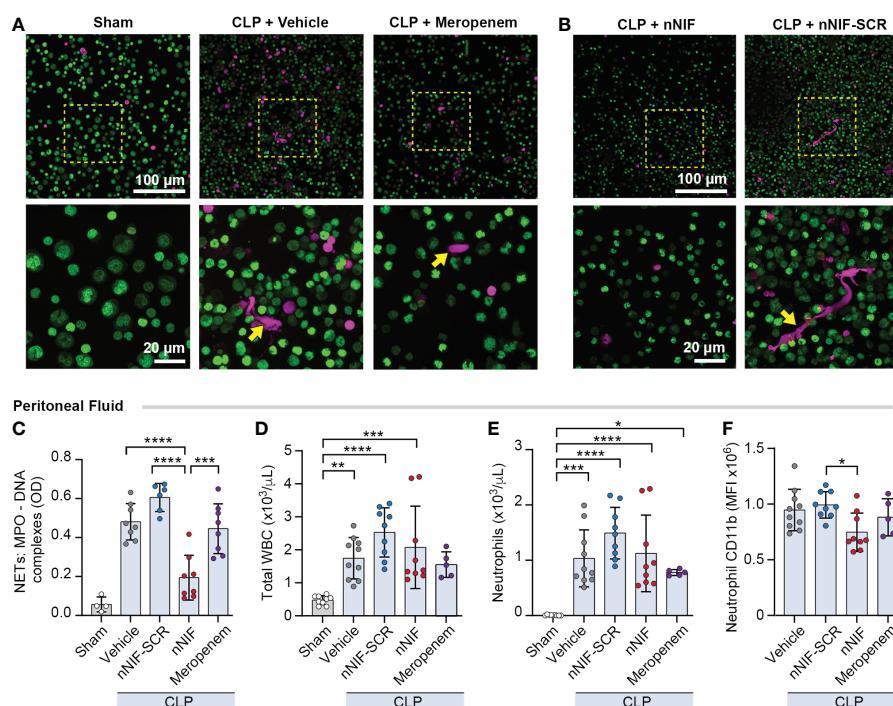 A
Sham
CLP + Vehicle
CLP + Meropenem
100 µm
20 µm
B
CLP + nNIF
CLP + nNIF-SCR
100 µm
20 µm
Peritoneal Fluid
C
NETs: MPO - DNA
complexes (OD)
0.8
0.6
0.4
0.2
0.0
****
****
***
Sham
Vehicle
nNIF-SCR
nNIF
Meropenem
CLP
D
Total WBC (x10³/µL)
5
4
3
2
1
0
***
****
**
Sham
Vehicle
nNIF-SCR
nNIF
Meropenem
CLP
E
Neutrophils (x10³/µL)
3
2
1
0
*
****
****
***
Sham
Vehicle
nNIF-SCR
nNIF
Meropenem
CLP
F
Neutrophil CD11b (MFI x10⁶)
1.5
1.0
0.5
0.0
*
Vehicle
nNIF-SCR
nNIF
Meropenem
CLP